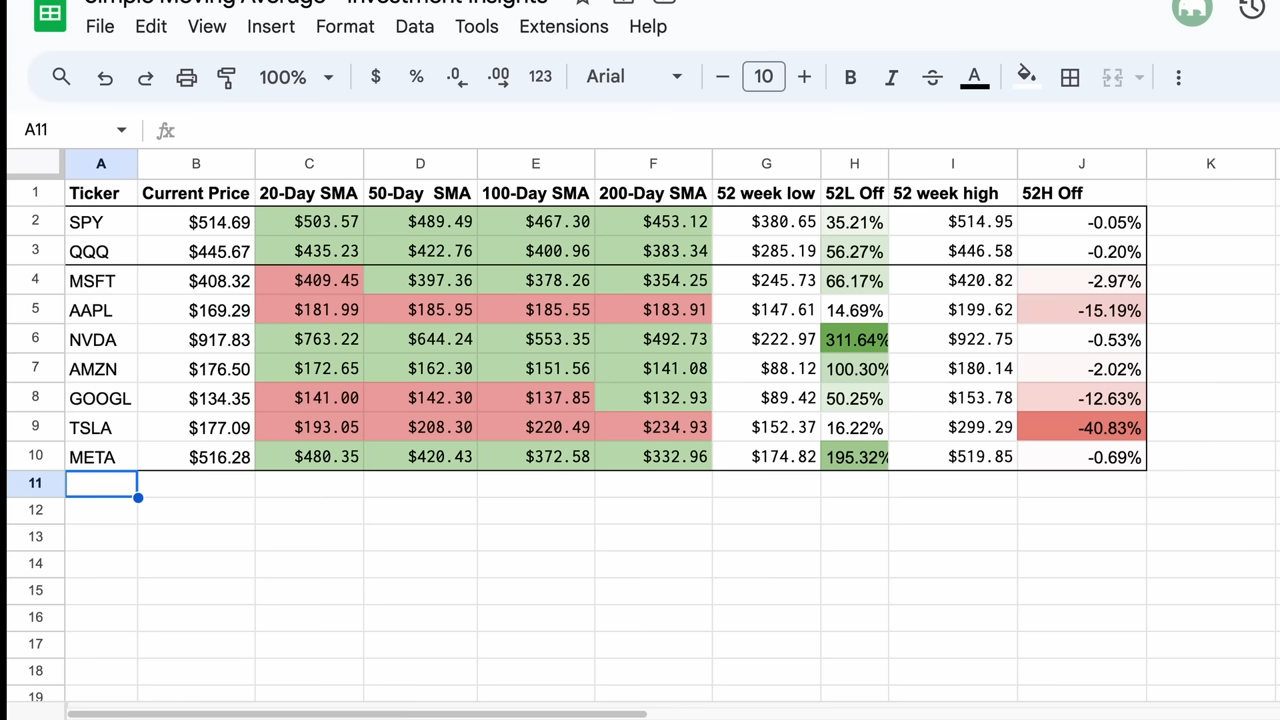 Simple Moving Average - Investment Insights
File Edit View Insert Format Data Tools Extensions Help
100% $ % .0 .00 123 Arial 10 B I S A
A11 fx
A B C D E F G H I J K
1 Ticker Current Price 20-Day SMA 50-Day SMA 100-Day SMA 200-Day SMA 52 week low 52L Off 52 week high 52H Off
2 SPY $514.69 $503.57 $489.49 $467.30 $453.12 $380.65 35.21% $514.95 -0.05%
3 QQQ $445.67 $435.23 $422.76 $400.96 $383.34 $285.19 56.27% $446.58 -0.20%
4 MSFT $408.32 $409.45 $397.36 $378.26 $354.25 $245.73 66.17% $420.82 -2.97%
5 AAPL $169.29 $181.99 $185.95 $185.55 $183.91 $147.61 14.69% $199.62 -15.19%
6 NVDA $917.83 $763.22 $644.24 $553.35 $492.73 $222.97 311.64% $922.75 -0.53%
7 AMZN $176.50 $172.65 $162.30 $151.56 $141.08 $88.12 100.30% $180.14 -2.02%
8 GOOGL $134.35 $141.00 $142.30 $137.85 $132.93 $89.42 50.25% $153.78 -12.63%
9 TSLA $177.09 $193.05 $208.30 $220.49 $234.93 $152.37 16.22% $299.29 -40.83%
10 META $516.28 $480.35 $420.43 $372.58 $332.96 $174.82 195.32% $519.85 -0.69%
11
12
13
14
15
16
17
18
19